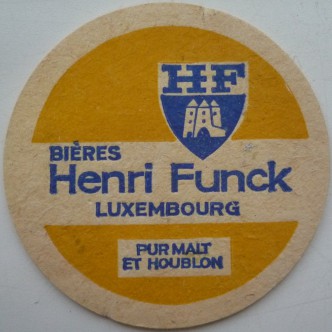 HF
BIÈRES
Henri Funck
LUXEMBOURG
PUR MALT
ET HOUBLON